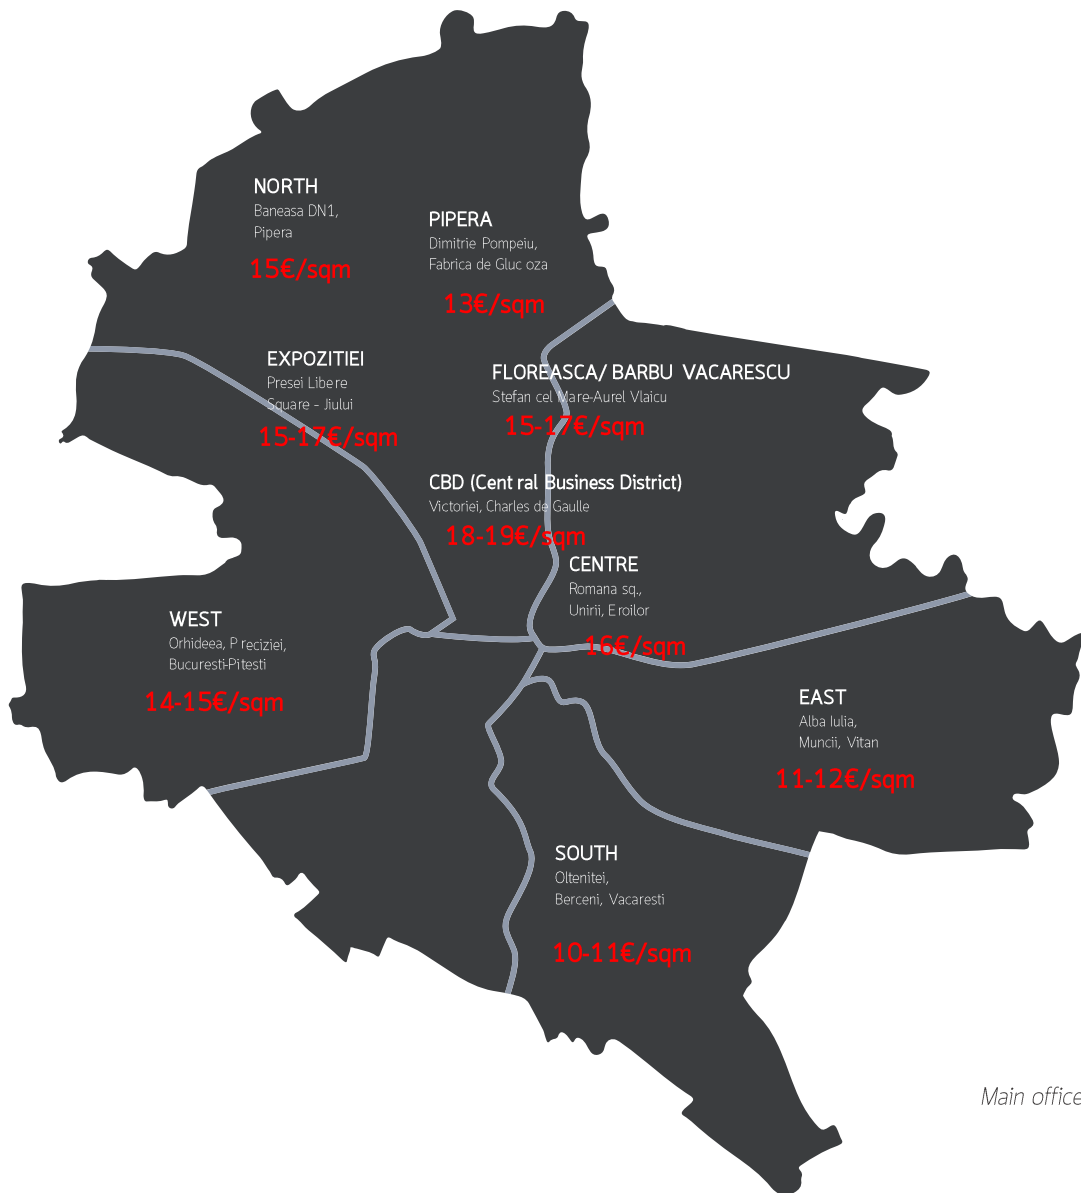 NORTH
Baneasa DN1,
Pipera
15€/sqm
PIPERA
Dimitrie Pompeiu,
Fabrica de Gluc oza
13€/sqm
EXPOZITIEI
Presei Libere
Square - Jiului
15-17€/sqm
FLOREASCA/ BARBU VACARESCU
Stefan cel Mare-Aurel Vlaicu
15-17€/sqm
CBD (Cent ral Business District)
Victoriei, Charles de Gaulle
18-19€/sqm
CENTRE
Romana sq.,
Unirii, E roilor
16€/sqm
WEST
Orhideea, P reciziei,
Bucuresti-Pitesti
14-15€/sqm
EAST
Alba Iulia,
Muncii, Vitan
11-12€/sqm
SOUTH
Oltenitei,
Berceni, Vacaresti
10-11€/sqm
Main office